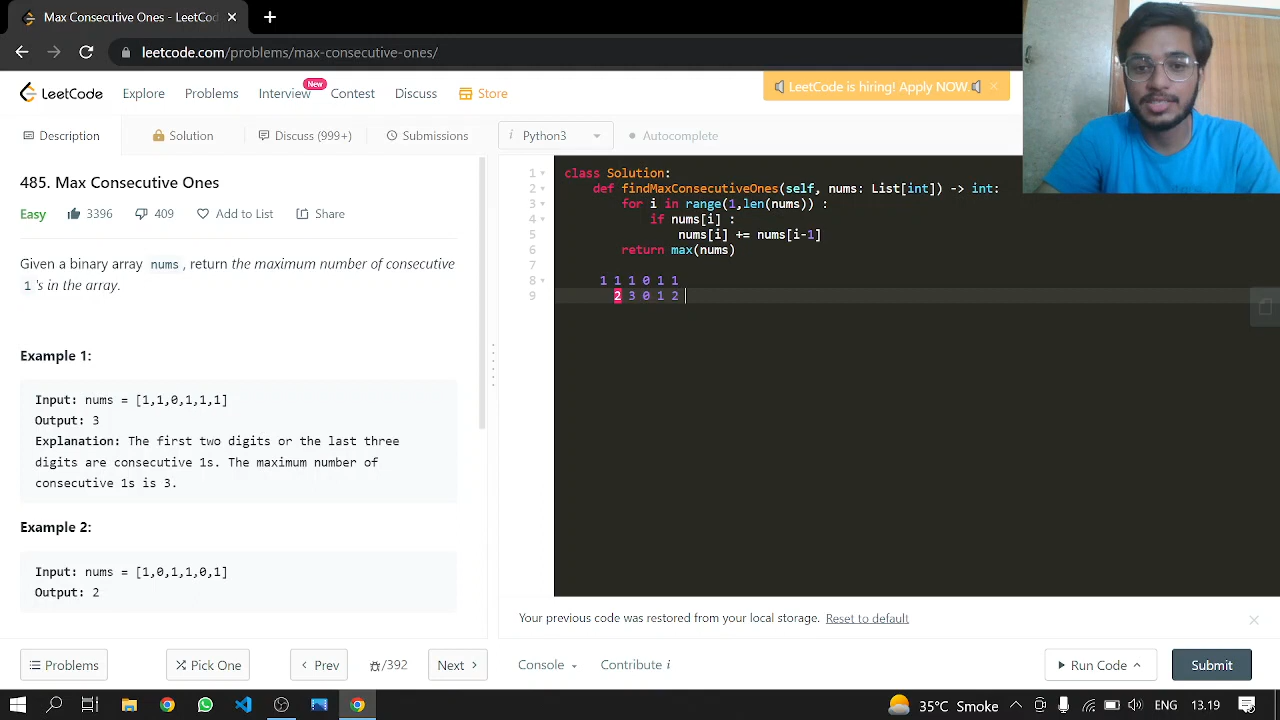 Max Consecutive Ones - LeetCode
leetcode.com/problems/max-consecutive-ones/
LeetCode
Explore
Problems
Interview
New
Contest
Discuss
Store
LeetCode is hiring! Apply NOW.
Description
Solution
Discuss (999+)
Submissions
i Python3
Autocomplete
485. Max Consecutive Ones
Easy
3396
409
Add to List
Share
Given a binary array nums, return the maximum number of consecutive
1's in the array.
Example 1:
Input: nums = [1,1,0,1,1,1]
Output: 3
Explanation: The first two digits or the last three
digits are consecutive 1s. The maximum number of
consecutive 1s is 3.
Example 2:
Input: nums = [1,0,1,1,0,1]
Output: 2
1 class Solution:
2 def findMaxConsecutiveOnes(self, nums: List[int]) -> int:
3 for i in range(1,len(nums)) :
4 if nums[i] :
5 nums[i] += nums[i-1]
6 return max(nums)
7
8 1 1 1 0 1 1
9 2 3 0 1 2
Your previous code was restored from your local storage. Reset to default
Problems
Pick One
Prev
/392
Next
Console
Contribute i
Run Code
Submit
35°C Smoke
ENG
13.19